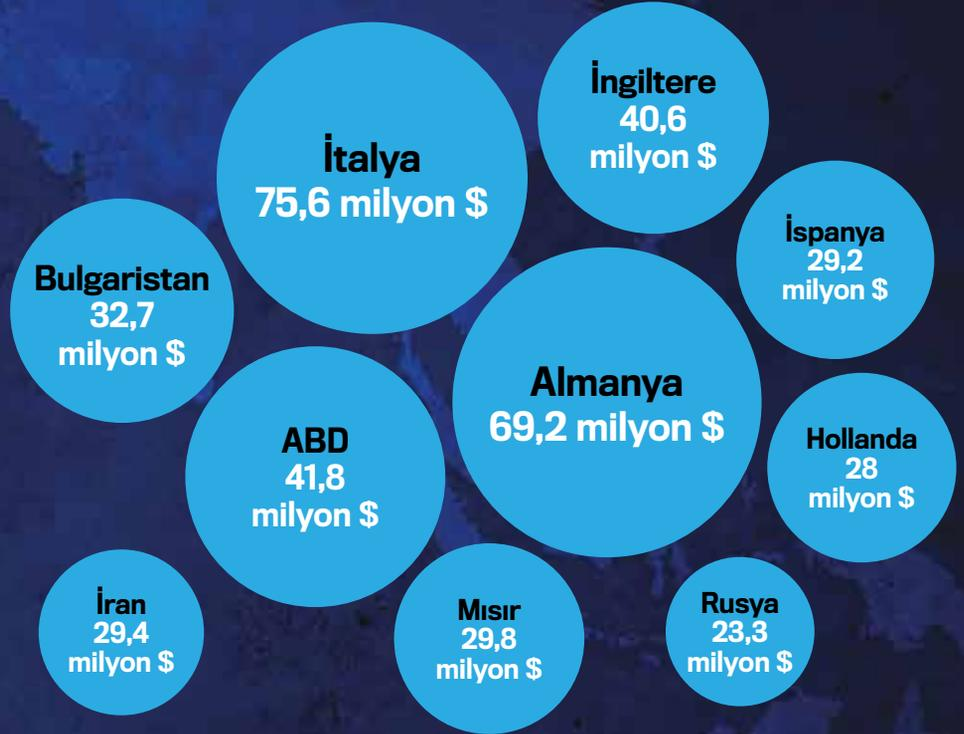 İtalya
75,6 milyon $
İngiltere
40,6
milyon $
İspanya
29,2
milyon $
Bulgaristan
32,7
milyon $
Almanya
69,2 milyon $
ABD
41,8
milyon $
Hollanda
28
milyon $
İran
29,4
milyon $
Mısır
29,8
milyon $
Rusya
23,3
milyon $